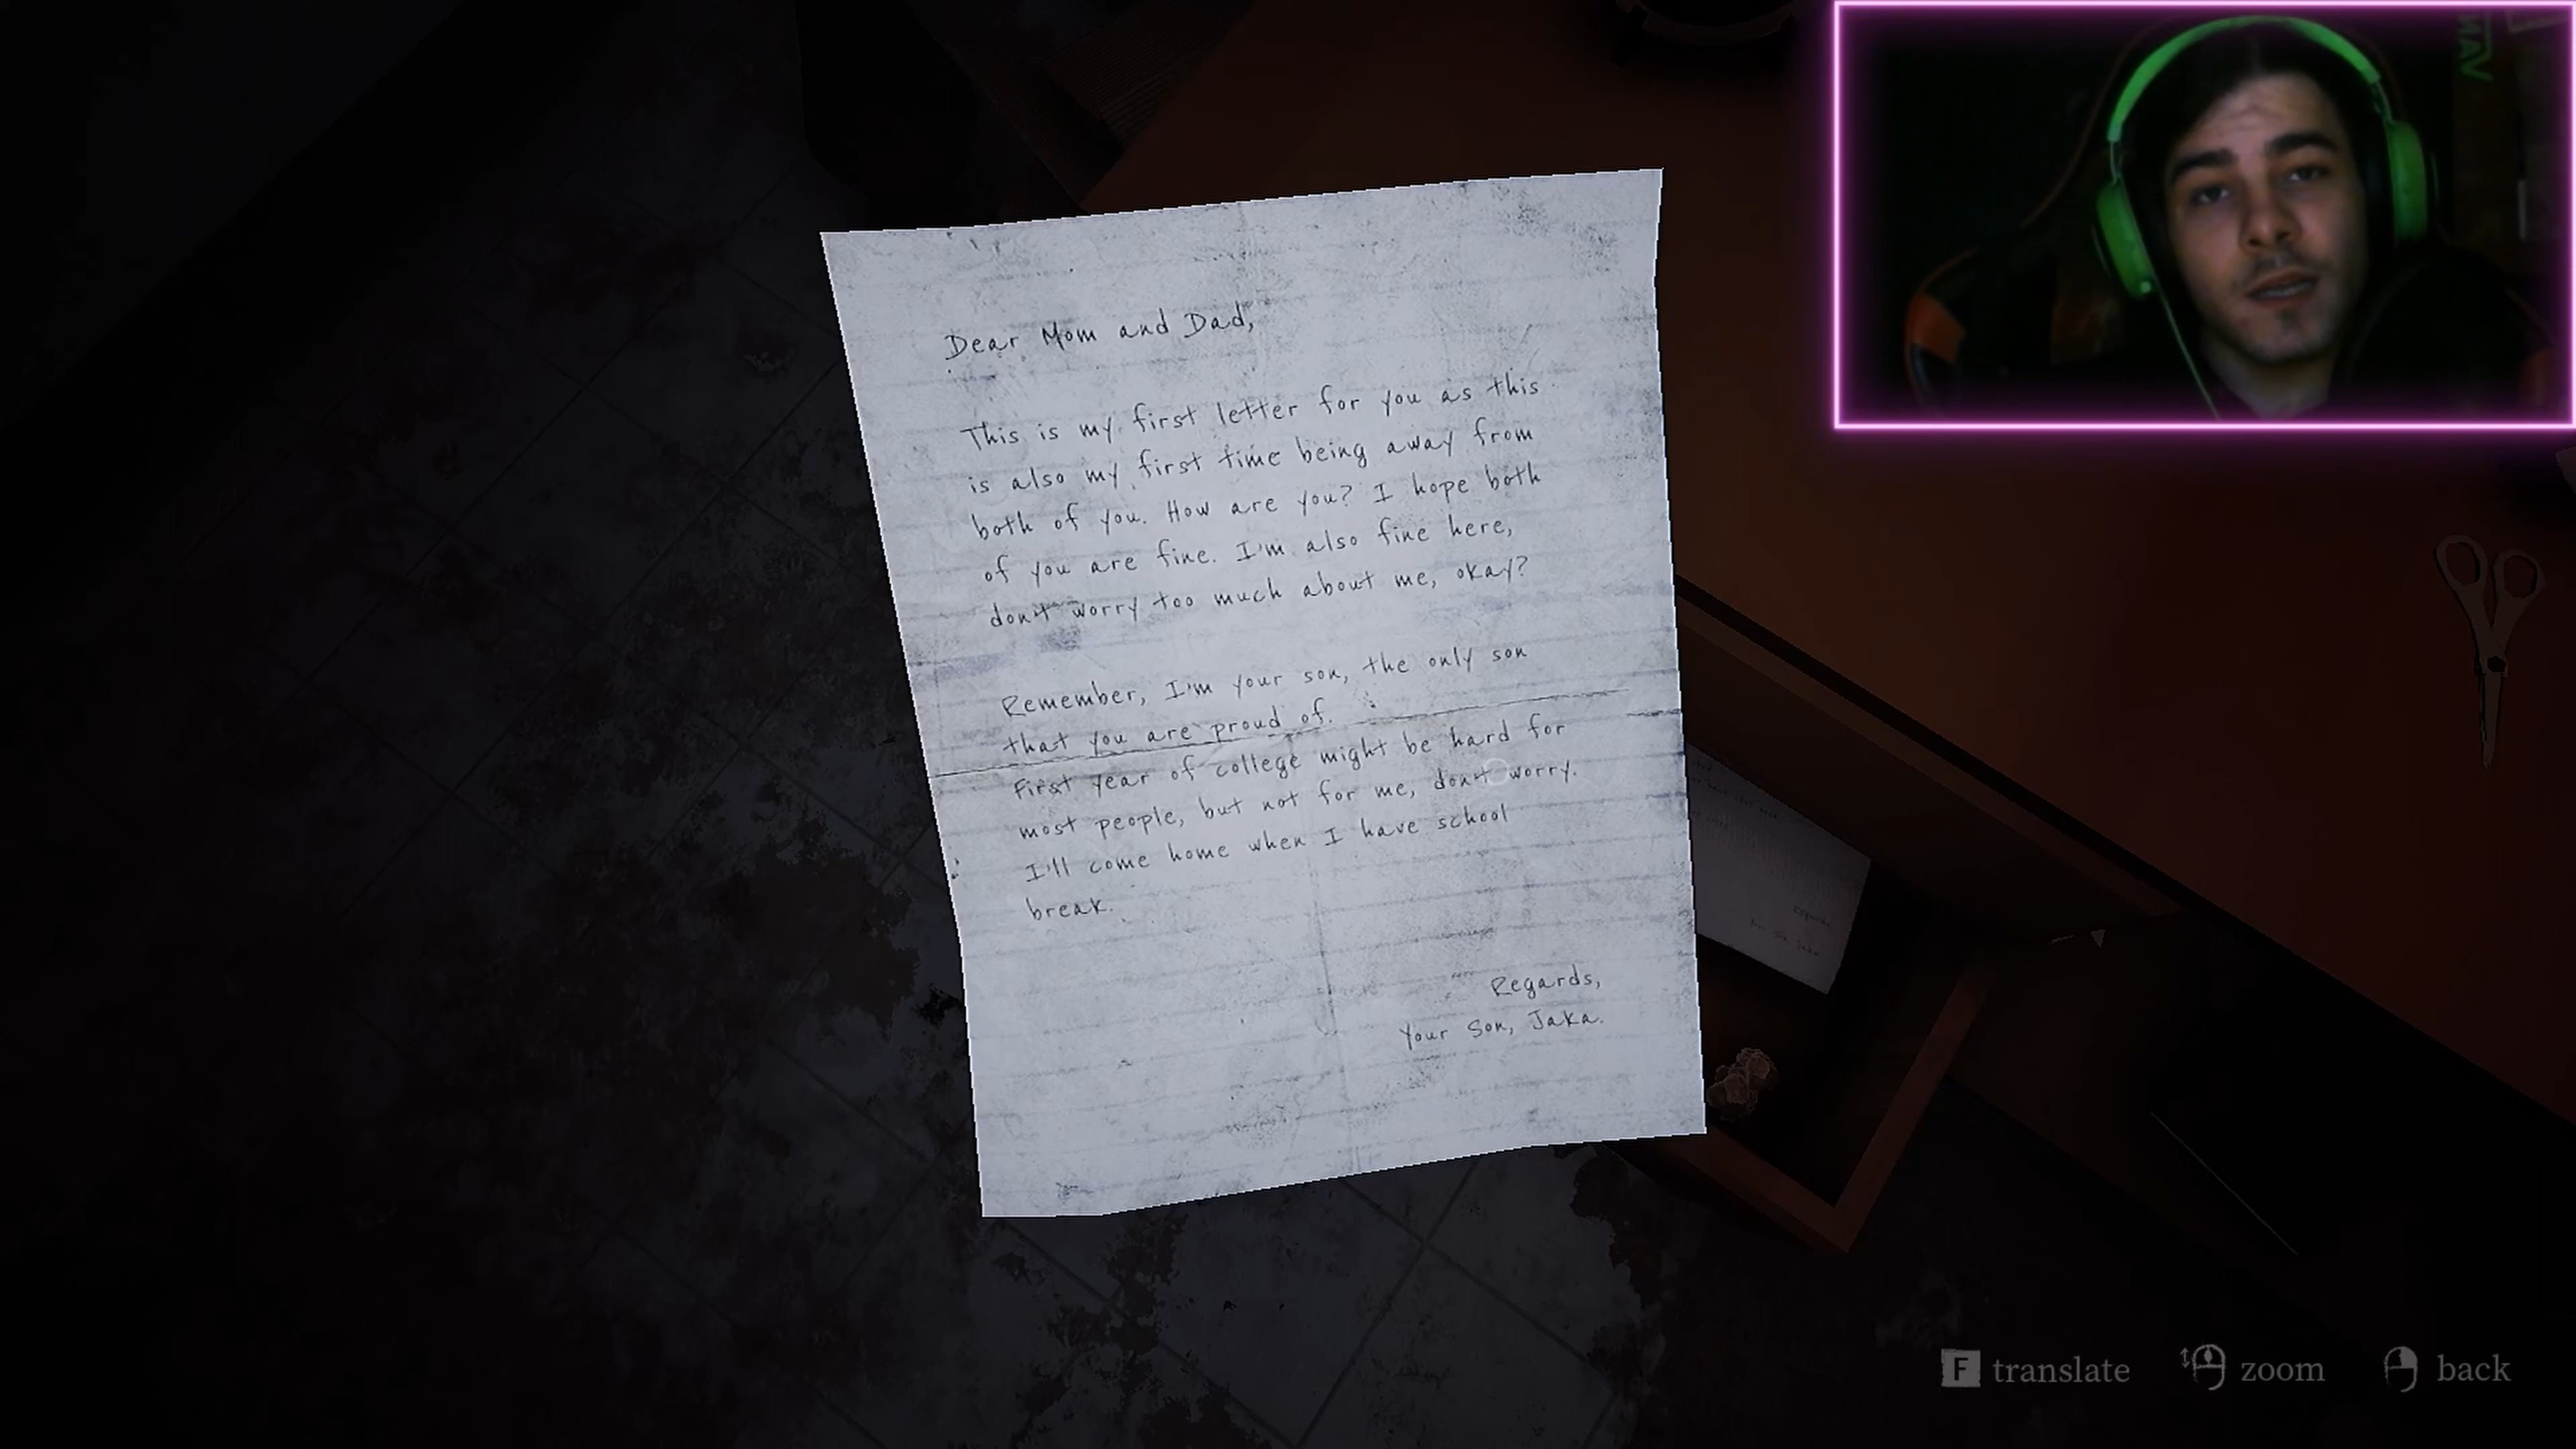 Dear Mom and Dad,
This is my first letter for you as this
is also my first time being away from
both of you. How are you? I hope both
of you are fine. I'm also fine here,
don't worry too much about me, okay?
Remember, I'm your son, the only son
that you are proud of.
First year of college might be hard for
most people, but not for me, don't worry.
I'll come home when I have school
break.
Regards,
Your Son, Jaka.
F translate zoom back